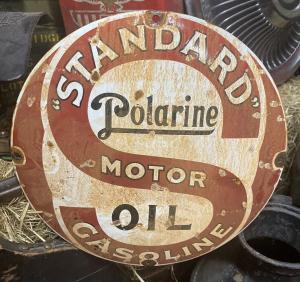 "STANDARD"
Polarine
MOTOR
OIL
GASOLINE